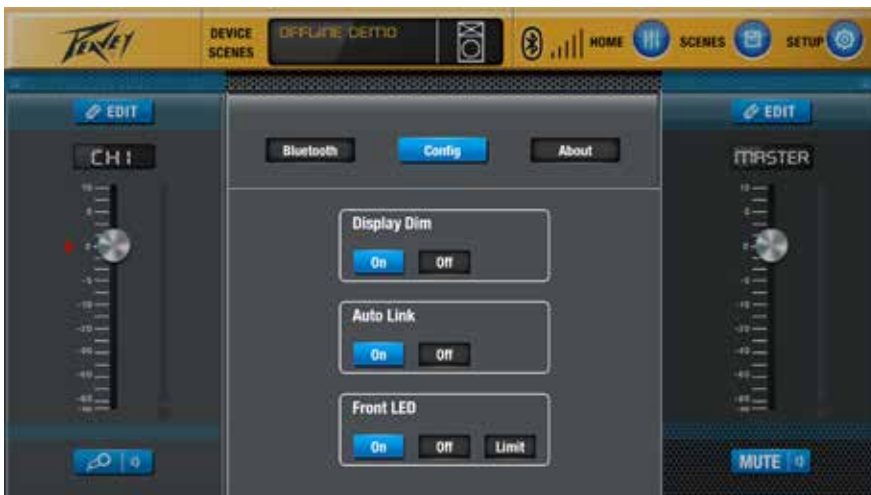 PEAVEY
DEVICE SCENES
OFFLINE DEMO
HOME
SCENES
SETUP
EDIT
EDIT
CH1
Bluetooth
Config
About
MASTER
Display Dim
On Off
Auto Link
On Off
Front LED
On Off Limit
MUTE